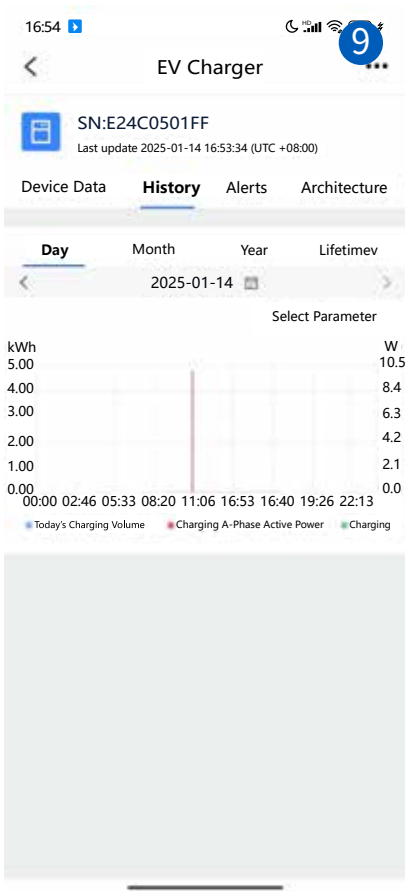 16:54 HD 9
EV Charger
SN:E24C0501FF
Last update 2025-01-14 16:53:34 (UTC +08:00)
Device Data History Alerts Architecture
Day Month Year Lifetimev
2025-01-14
Select Parameter
kWh W
5.00 10.5
4.00 8.4
3.00 6.3
2.00 4.2
1.00 2.1
0.00 0.0
00:00 02:46 05:33 08:20 11:06 16:53 16:40 19:26 22:13
Today's Charging Volume Charging A-Phase Active Power Charging